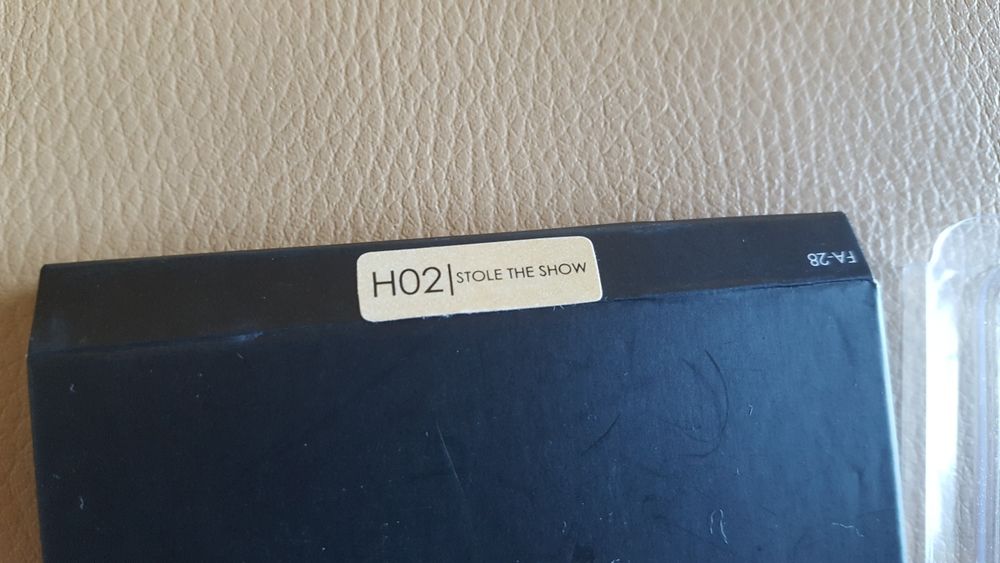 H02|STOLE THE SHOW
FA-28